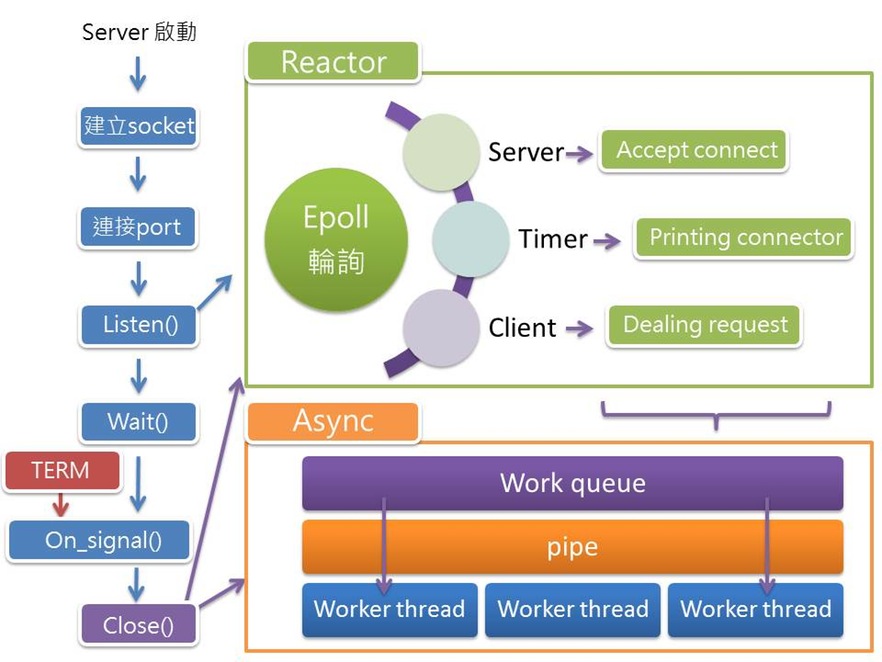 Server 啟動
建立socket
連接port
Listen()
Wait()
TERM
On_signal()
Close()
Reactor
Epoll
輪詢
Server
Accept connect
Timer
Printing connector
Client
Dealing request
Async
Work queue
pipe
Worker thread
Worker thread
Worker thread